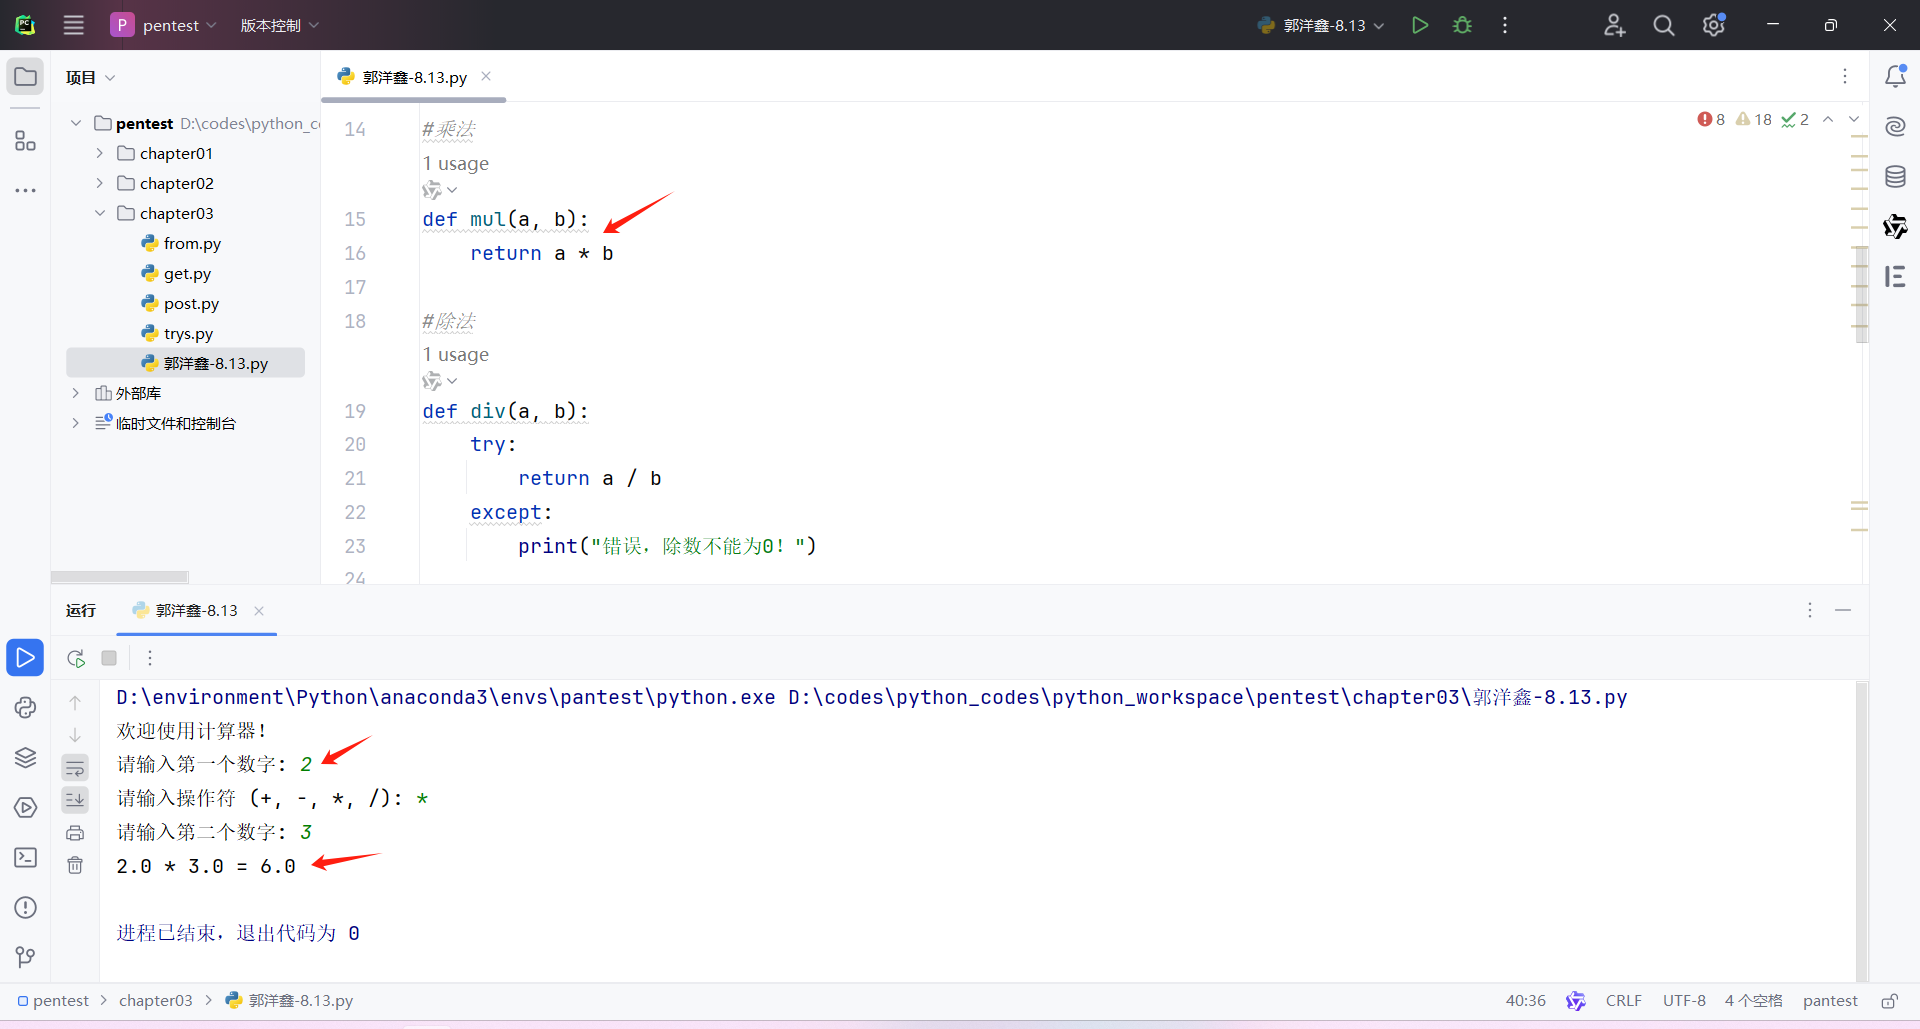 pentest 版本控制 郭洋鑫-8.13
项目
郭洋鑫-8.13.py
pentest D:\codes\python_c
chapter01
chapter02
chapter03
from.py
get.py
post.py
trys.py
郭洋鑫-8.13.py
外部库
临时文件和控制台
8 18 2
14 #乘法
1 usage
15 def mul(a, b):
16 return a * b
17
18 #除法
1 usage
19 def div(a, b):
20 try:
21 return a / b
22 except:
23 print("错误，除数不能为0！")
24
运行 郭洋鑫-8.13
D:\environment\Python\anaconda3\envs\pantest\python.exe D:\codes\python_codes\python_workspace\pentest\chapter03\郭洋鑫-8.13.py
欢迎使用计算器！
请输入第一个数字: 2
请输入操作符 (+, -, *, /): *
请输入第二个数字: 3
2.0 * 3.0 = 6.0
进程已结束，退出代码为 0
pentest > chapter03 > 郭洋鑫-8.13.py
40:36 CRLF UTF-8 4 个空格 pantest